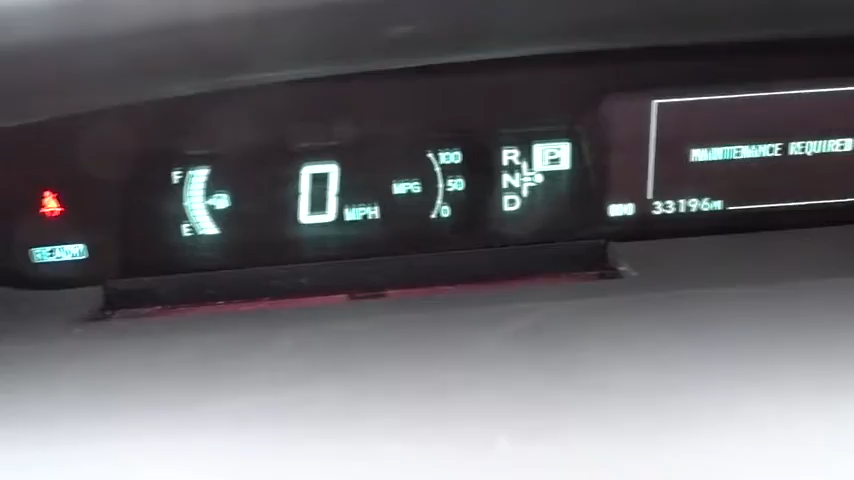 F
E
0 MPH
MPG
100
50
0
R P
N
D
MAINTENANCE REQUIRED
ODO 33196MI